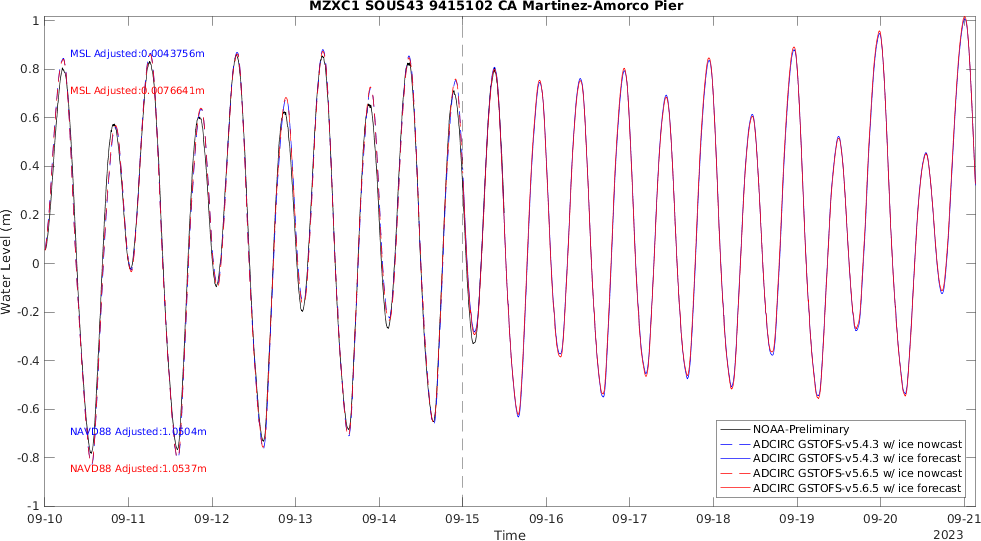 MZXC1 SOUS43 9415102 CA Martinez-Amorco Pier
1
0.8
0.6
0.4
0.2
0
-0.2
-0.4
-0.6
-0.8
-1
Water Level (m)
MSL Adjusted:0.0043756m
MSL Adjusted:0.0076641m
NAVD88 Adjusted:1.0504m
NAVD88 Adjusted:1.0537m
NOAA-Preliminary
ADCIRC GSTOFS-v5.4.3 w/ ice nowcast
ADCIRC GSTOFS-v5.4.3 w/ ice forecast
ADCIRC GSTOFS-v5.6.5 w/ ice nowcast
ADCIRC GSTOFS-v5.6.5 w/ ice forecast
09-10 09-11 09-12 09-13 09-14 09-15 09-16 09-17 09-18 09-19 09-20 09-21
Time
2023